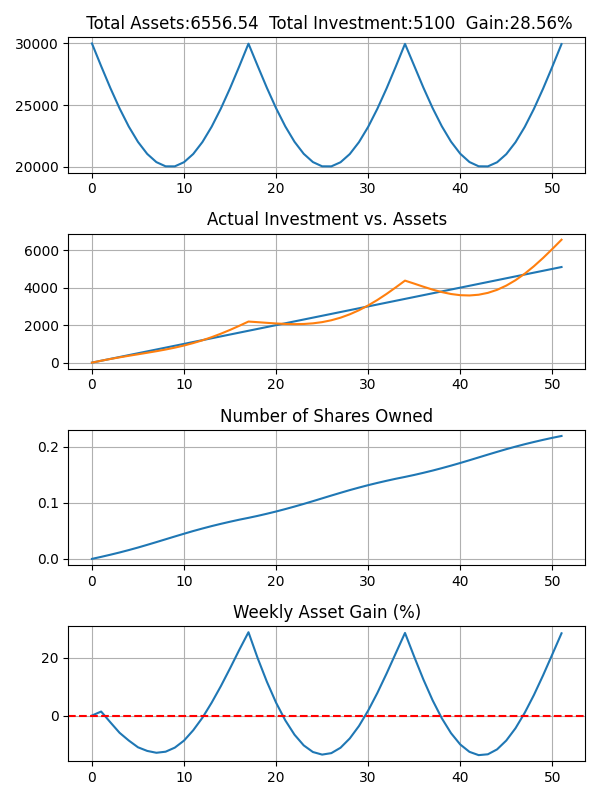 Total Assets:6556.54  Total Investment:5100  Gain:28.56%
30000
25000
20000
0 10 20 30 40 50
Actual Investment vs. Assets
6000
4000
2000
0
0 10 20 30 40 50
Number of Shares Owned
0.2
0.1
0.0
0 10 20 30 40 50
Weekly Asset Gain (%)
20
0
0 10 20 30 40 50